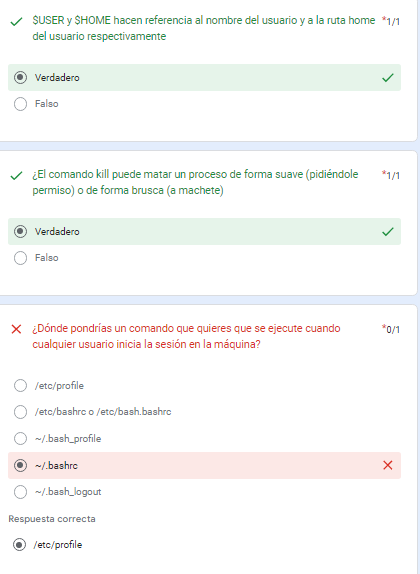 $USER y $HOME hacen referencia al nombre del usuario y a la ruta home *1/1
del usuario respectivamente
Verdadero
Falso
¿El comando kill puede matar un proceso de forma suave (pidiéndole *1/1
permiso) o de forma brusca (a machete)
Verdadero
Falso
¿Dónde pondrías un comando que quieres que se ejecute cuando *0/1
cualquier usuario inicia la sesión en la máquina?
/etc/profile
/etc/bashrc o /etc/bash.bashrc
~/.bash_profile
~/.bashrc
~/.bash_logout
Respuesta correcta
/etc/profile